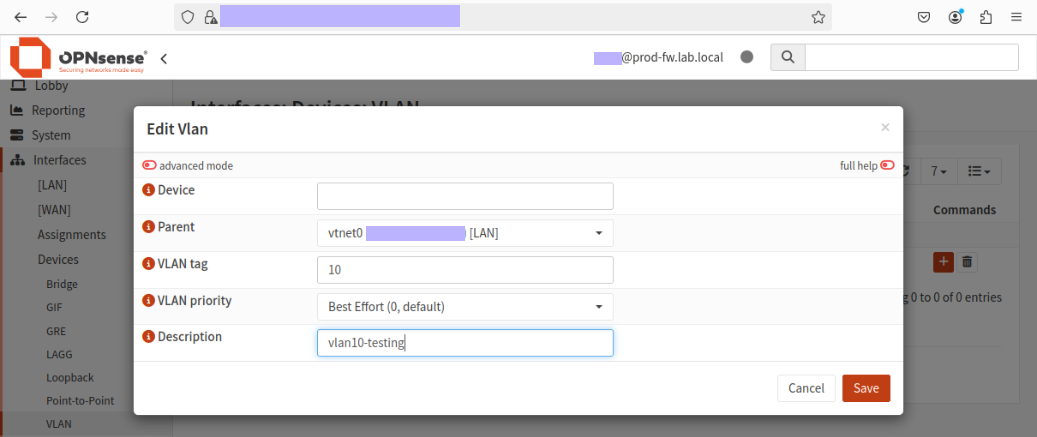 OPNsense®
Securing networks made easy
@prod-fw.lab.local
Lobby
Reporting
System
Interfaces
[LAN]
[WAN]
Assignments
Devices
Bridge
GIF
GRE
LAGG
Loopback
Point-to-Point
VLAN
Interfaces: Devices: VLAN
7
Commands
0 to 0 of 0 entries
Edit Vlan
×
advanced mode
full help
Device
Parent
vtnet0 [LAN]
VLAN tag
10
VLAN priority
Best Effort (0, default)
Description
vlan10-testing
Cancel
Save